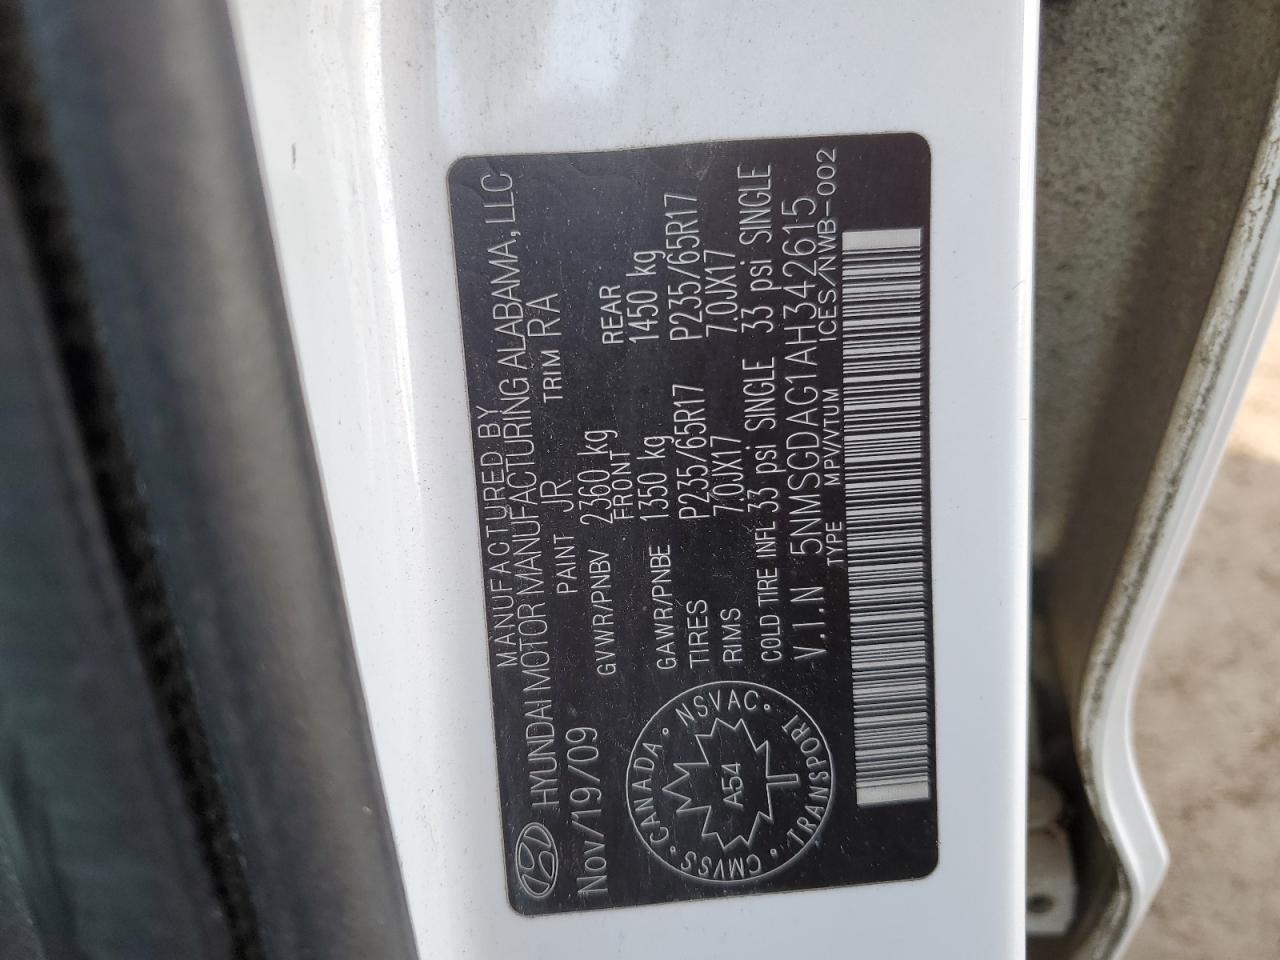 MANUFACTURED BY
HYUNDAI MOTOR MANUFACTURING ALABAMA, LLC
Nov/19/09 PAINT JR TRIM RA
GVWR/PNBV 2360 kg
FRONT REAR
GAWR/PNBE 1350 kg 1450 kg
TIRES P235/65R17 P235/65R17
RIMS 7.0JX17 7.0JX17
COLD TIRE INFL 33 psi SINGLE 33 psi SINGLE
V.I.N 5NMSGDAG1AH342615
TYPE MPV/VTUM ICES/NWB-002
CANADA • NSVAC • TRANSPORT • CMVSS •
A54